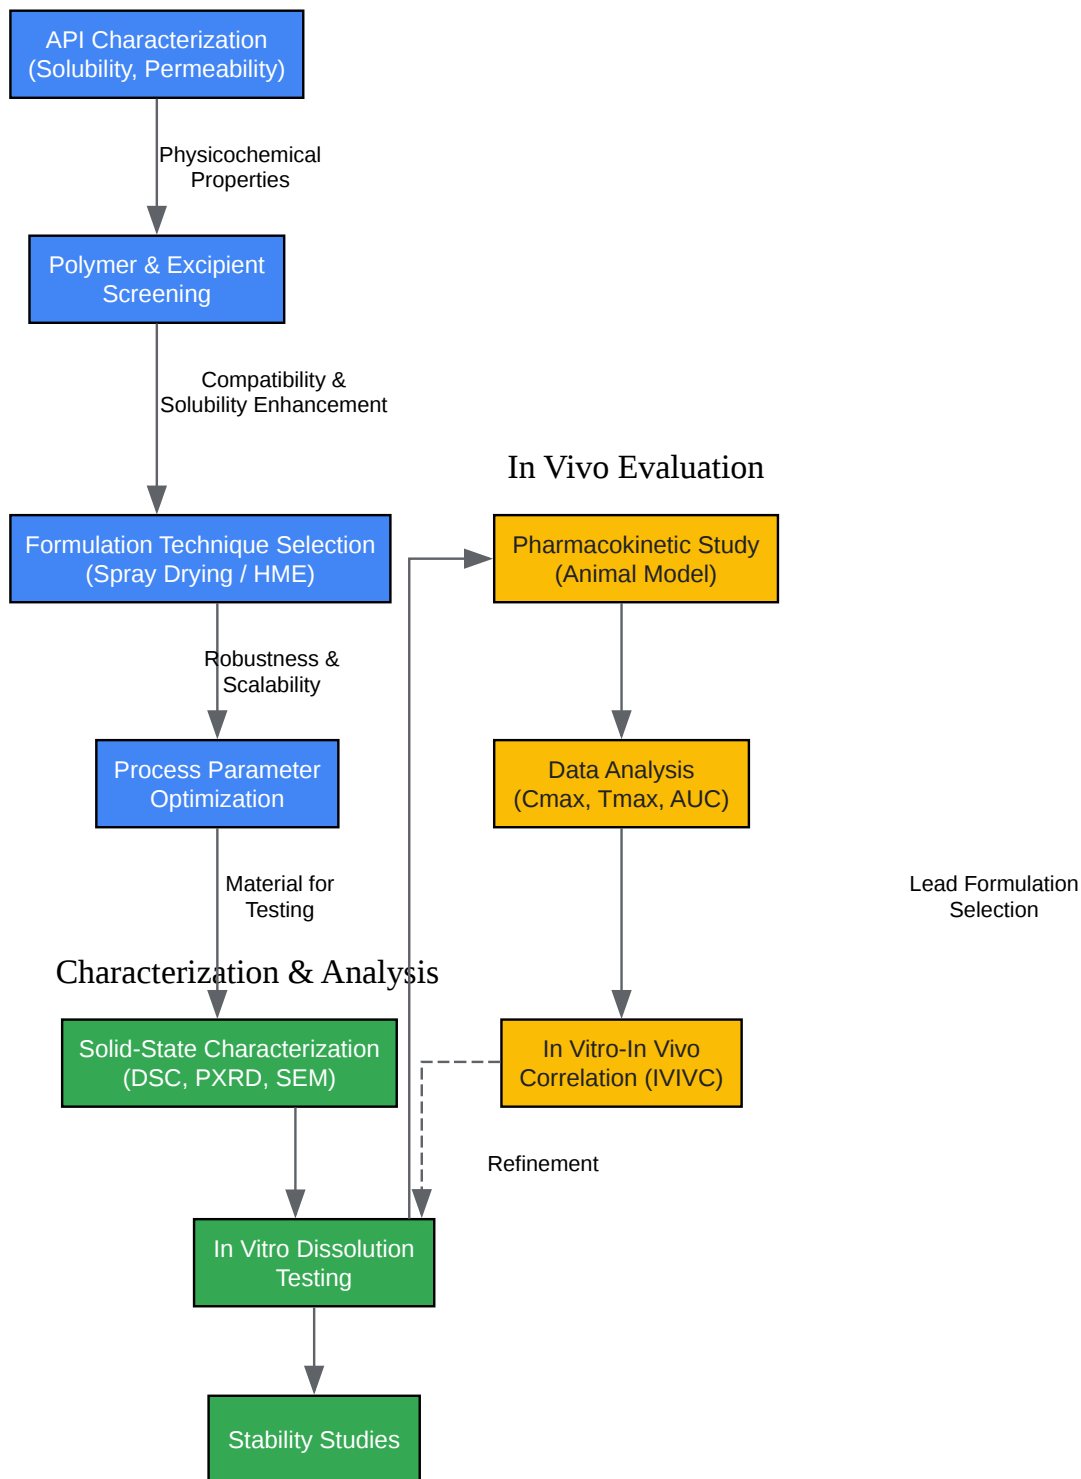 API Characterization
(Solubility, Permeability)
Physicochemical
Properties
Polymer & Excipient
Screening
Compatibility &
Solubility Enhancement
In Vivo Evaluation
Formulation Technique Selection
(Spray Drying / HME)
Pharmacokinetic Study
(Animal Model)
Robustness &
Scalability
Process Parameter
Optimization
Data Analysis
(Cmax, Tmax, AUC)
Material for
Testing
Lead Formulation
Selection
Characterization & Analysis
Solid-State Characterization
(DSC, PXRD, SEM)
In Vitro-In Vivo
Correlation (IVIVC)
Refinement
In Vitro Dissolution
Testing
Stability Studies